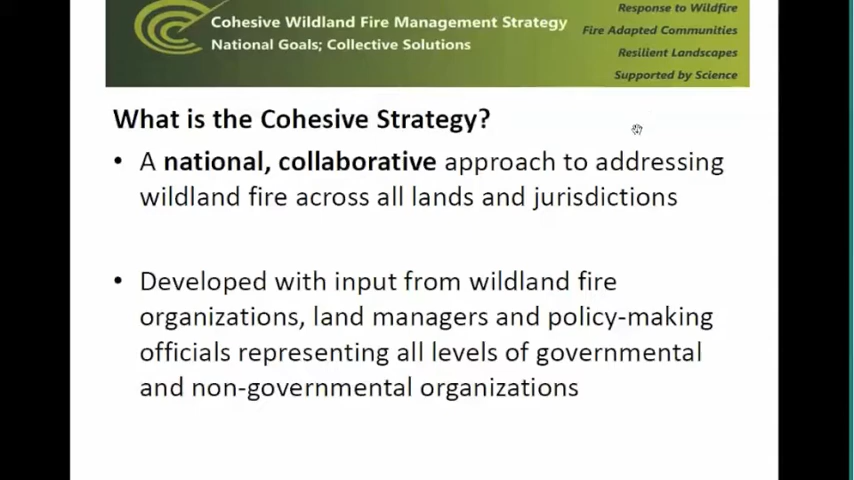 Cohesive Wildland Fire Management Strategy
National Goals; Collective Solutions
Response to Wildfire
Fire Adapted Communities
Resilient Landscapes
Supported by Science
What is the Cohesive Strategy?
• A national, collaborative approach to addressing
wildland fire across all lands and jurisdictions
• Developed with input from wildland fire
organizations, land managers and policy-making
officials representing all levels of governmental
and non-governmental organizations